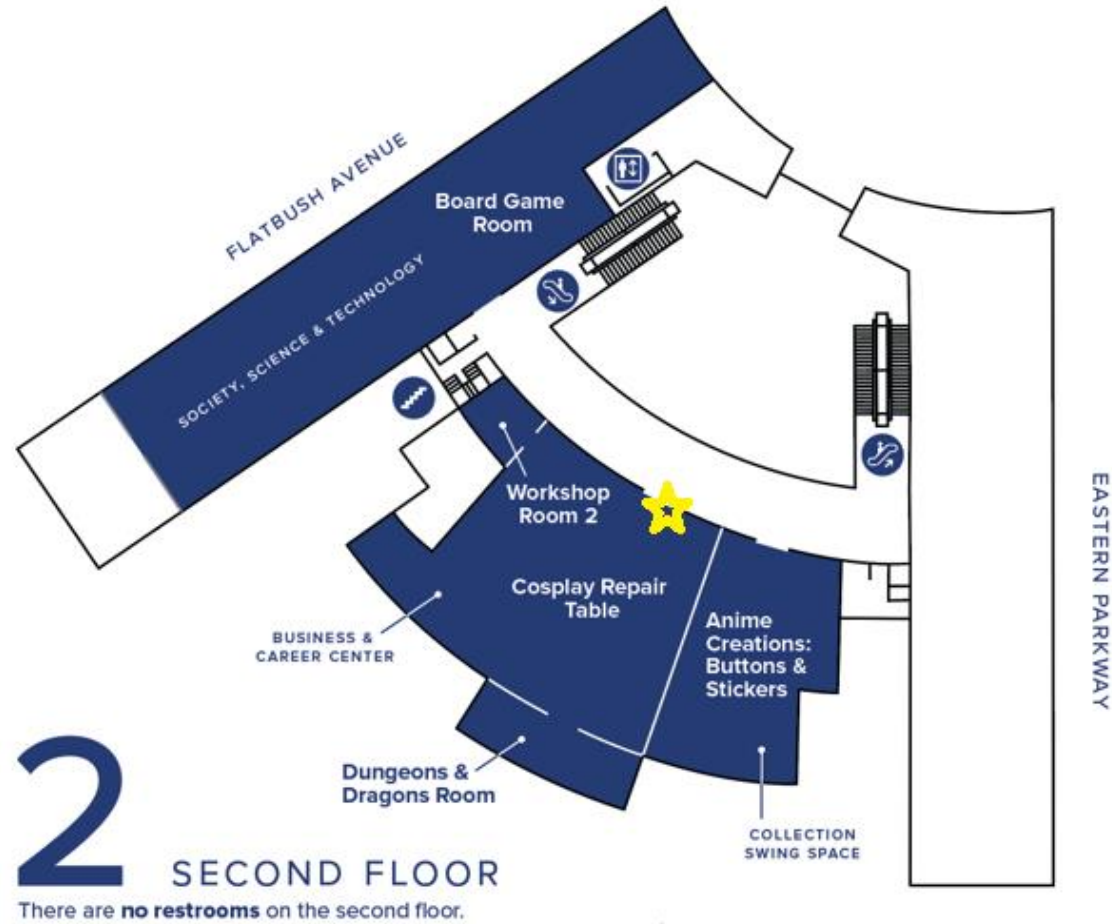 FLATBUSH AVENUE
Board Game
Room
SOCIETY, SCIENCE & TECHNOLOGY
Workshop
Room 2
Cosplay Repair
Table
Anime
Creations:
Buttons &
Stickers
EASTERN PARKWAY
BUSINESS &
CAREER CENTER
Dungeons &
Dragons Room
COLLECTION
SWING SPACE
2 SECOND FLOOR
There are no restrooms on the second floor.